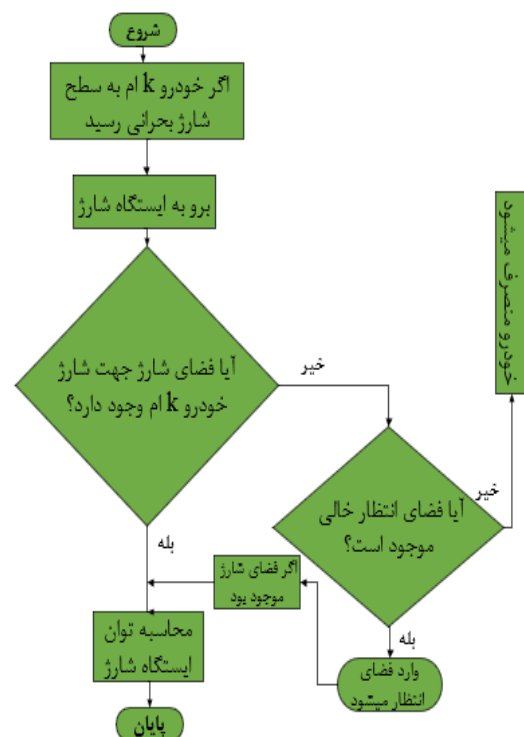 شروع
اگر خودرو k ام به سطح
شارژ بحرانی رسید
برو به ایستگاه شارژ
آیا فضای شارژ جهت شارژ
خودرو k ام وجود دارد؟
خیر
خودرو منصرف میشود
آیا فضای انتظار خالی
موجود است؟
خیر
بله
اگر فضای شارژ
موجود بود
بله
محاسبه توان
ایستگاه شارژ
وارد فضای
انتظار میشود
پایان